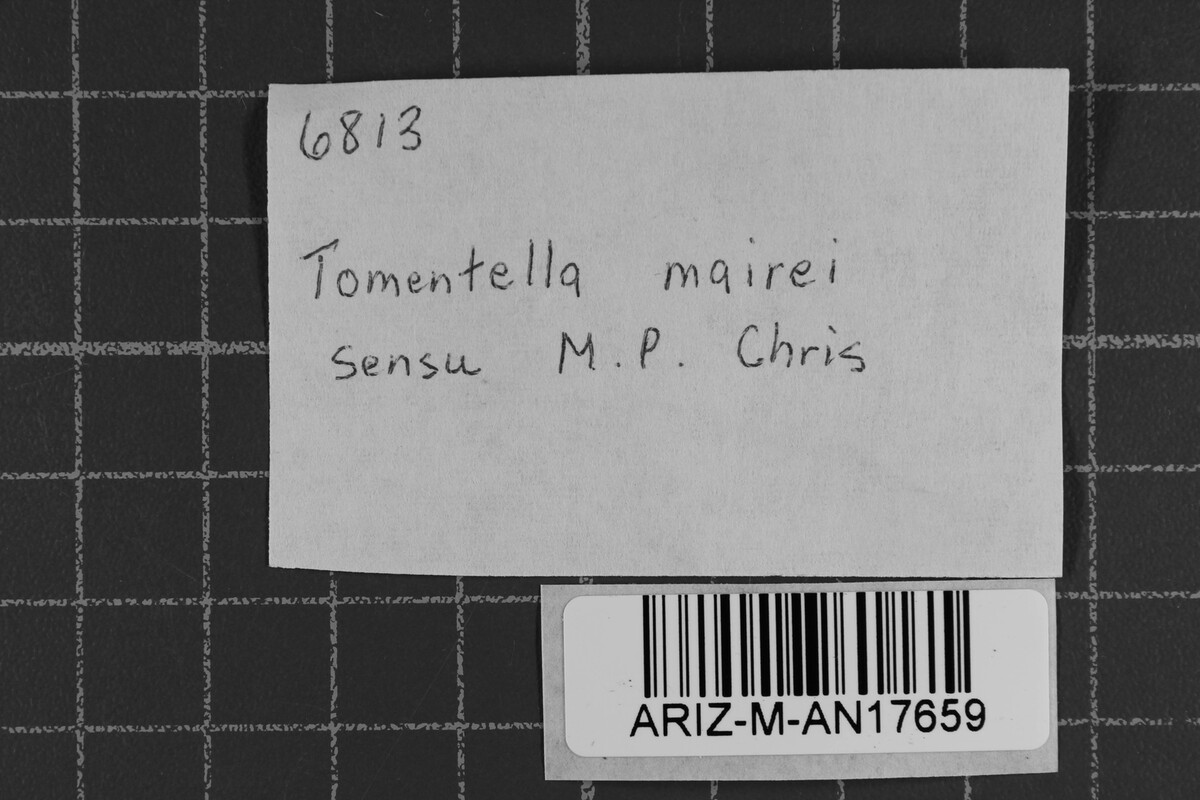 6813
Tomentella mairei
sensu M.P. Chris
ARIZ-M-AN17659